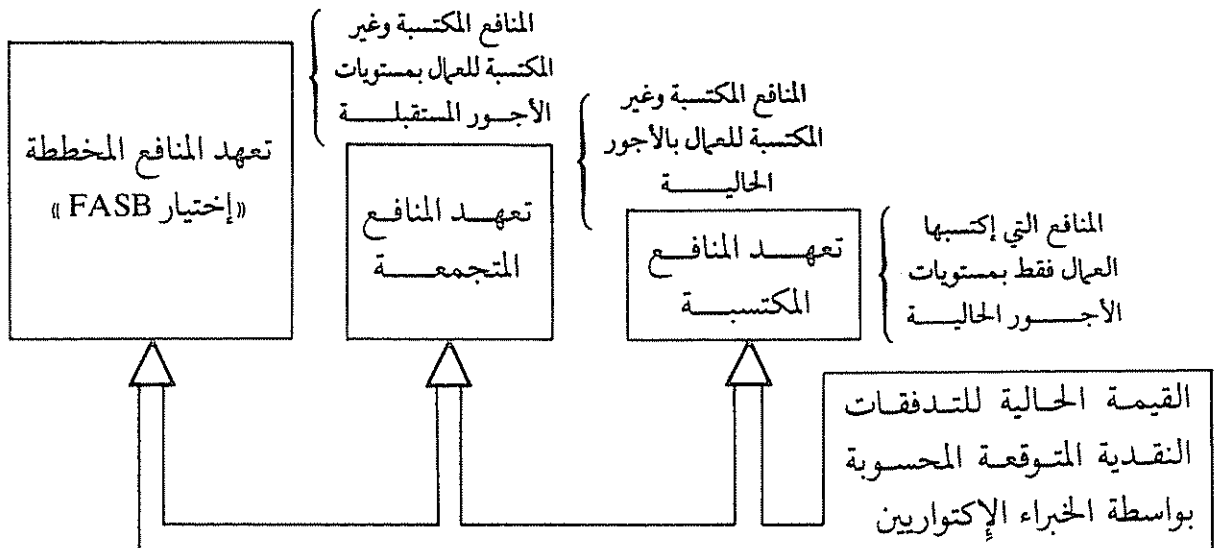 المنافع المكتسبة وغير
المكتسبة للعمال بمستويات
الأجور المستقبلة
تعهد المنافع المخططة
«إختيار FASB»
المنافع المكتسبة وغير
المكتسبة للعمال بالأجور
الحالية
تعهد المنافع
المتجمعة
المنافع التي إكتسبها
العمال فقط بمستويات
الأجور الحالية
تعهد المنافع
المكتسبة
القيمة الحالية للتدفقات
النقدية المتوقعة المحسوبة
بواسطة الخبراء الإكتواريين